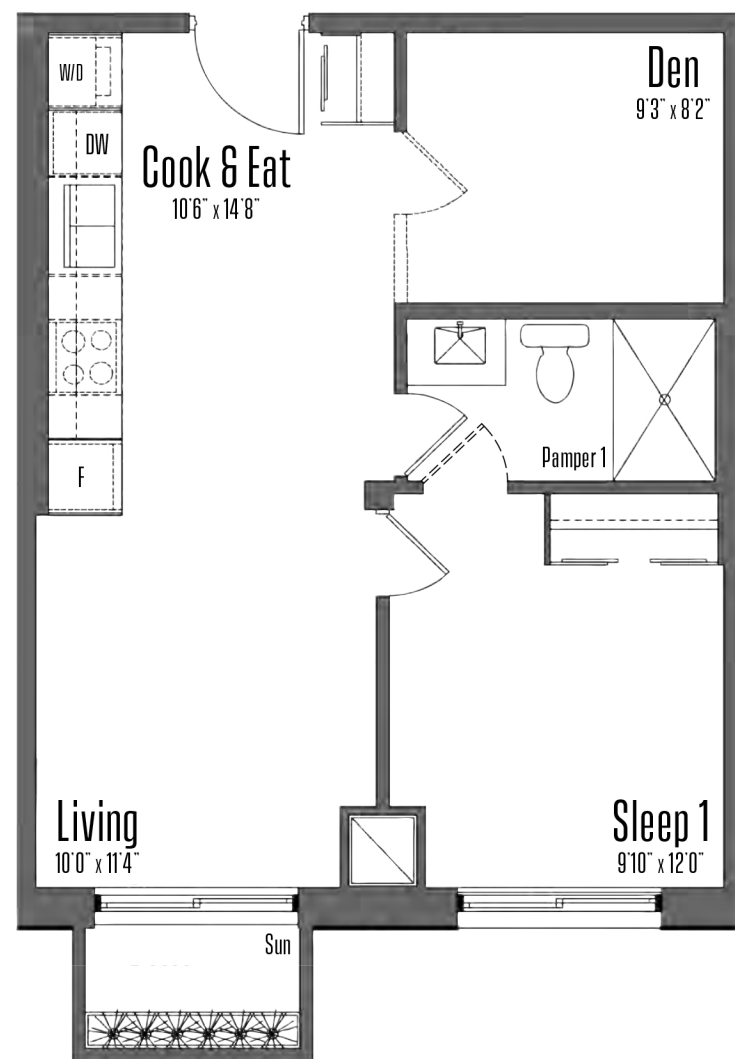 W/D
Den
9'3" x 8'2"
DW
Cook & Eat
10'6" x 14'8"
Pamper 1
F
Living
10'0" x 11'4"
Sleep 1
9'10" x 12'0"
Sun